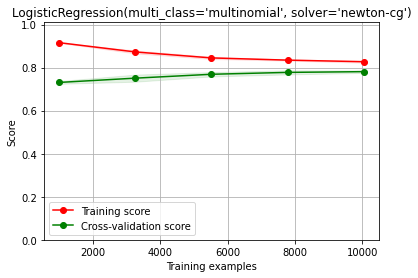 LogisticRegression(multi_class='multinomial', solver='newton-cg')
1.0
0.8
0.6
0.4
0.2
0.0
Score
Training score
Cross-validation score
2000 4000 6000 8000 10000
Training examples